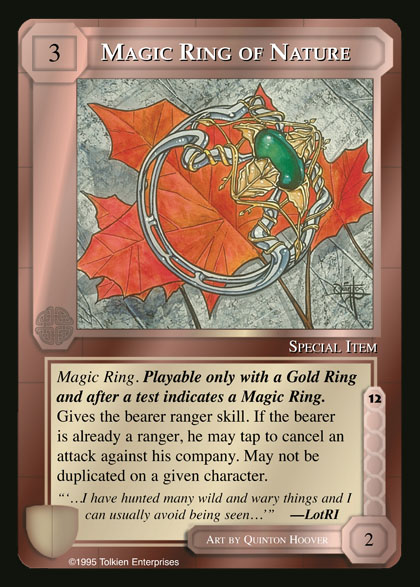 3
MAGIC RING OF NATURE
SPECIAL ITEM
Magic Ring. Playable only with a Gold Ring
and after a test indicates a Magic Ring.
Gives the bearer ranger skill. If the bearer
is already a ranger, he may tap to cancel an
attack against his company. May not be
duplicated on a given character.
“‘…I have hunted many wild and wary things and I
can usually avoid being seen…’” —LotRI
12
ART BY QUINTON HOOVER
2
©1995 Tolkien Enterprises